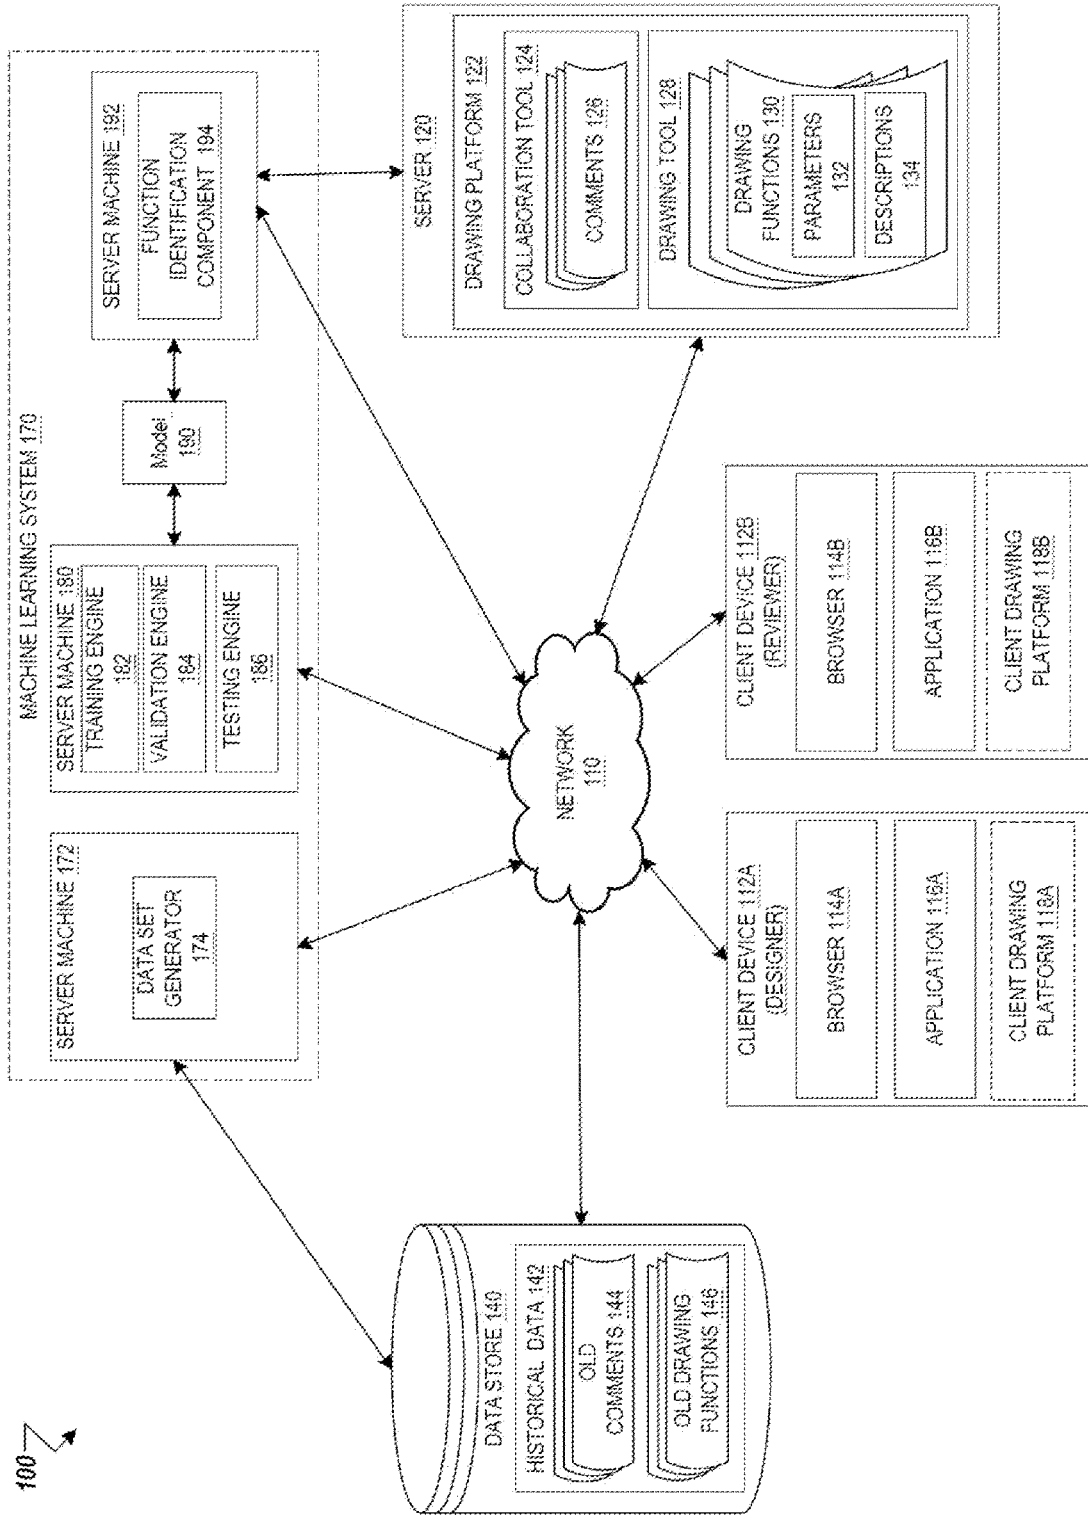 100
MACHINE LEARNING SYSTEM 170
SERVER MACHINE 172
DATA SET
GENERATOR
174
SERVER MACHINE 180
TRAINING ENGINE
182
VALIDATION ENGINE
184
TESTING ENGINE
186
Model
190
SERVER MACHINE 192
FUNCTION
IDENTIFICATION
COMPONENT 194
DATA STORE 140
HISTORICAL DATA 142
OLD
COMMENTS 144
OLD DRAWING
FUNCTIONS 146
NETWORK
110
SERVER 120
DRAWING PLATFORM 122
COLLABORATION TOOL 124
COMMENTS 126
DRAWING TOOL 128
DRAWING
FUNCTIONS 130
PARAMETERS
132
DESCRIPTIONS
134
CLIENT DEVICE 112A
(DESIGNER)
BROWSER 114A
APPLICATION 116A
CLIENT DRAWING
PLATFORM 118A
CLIENT DEVICE 112B
(REVIEWER)
BROWSER 114B
APPLICATION 116B
CLIENT DRAWING
PLATFORM 118B